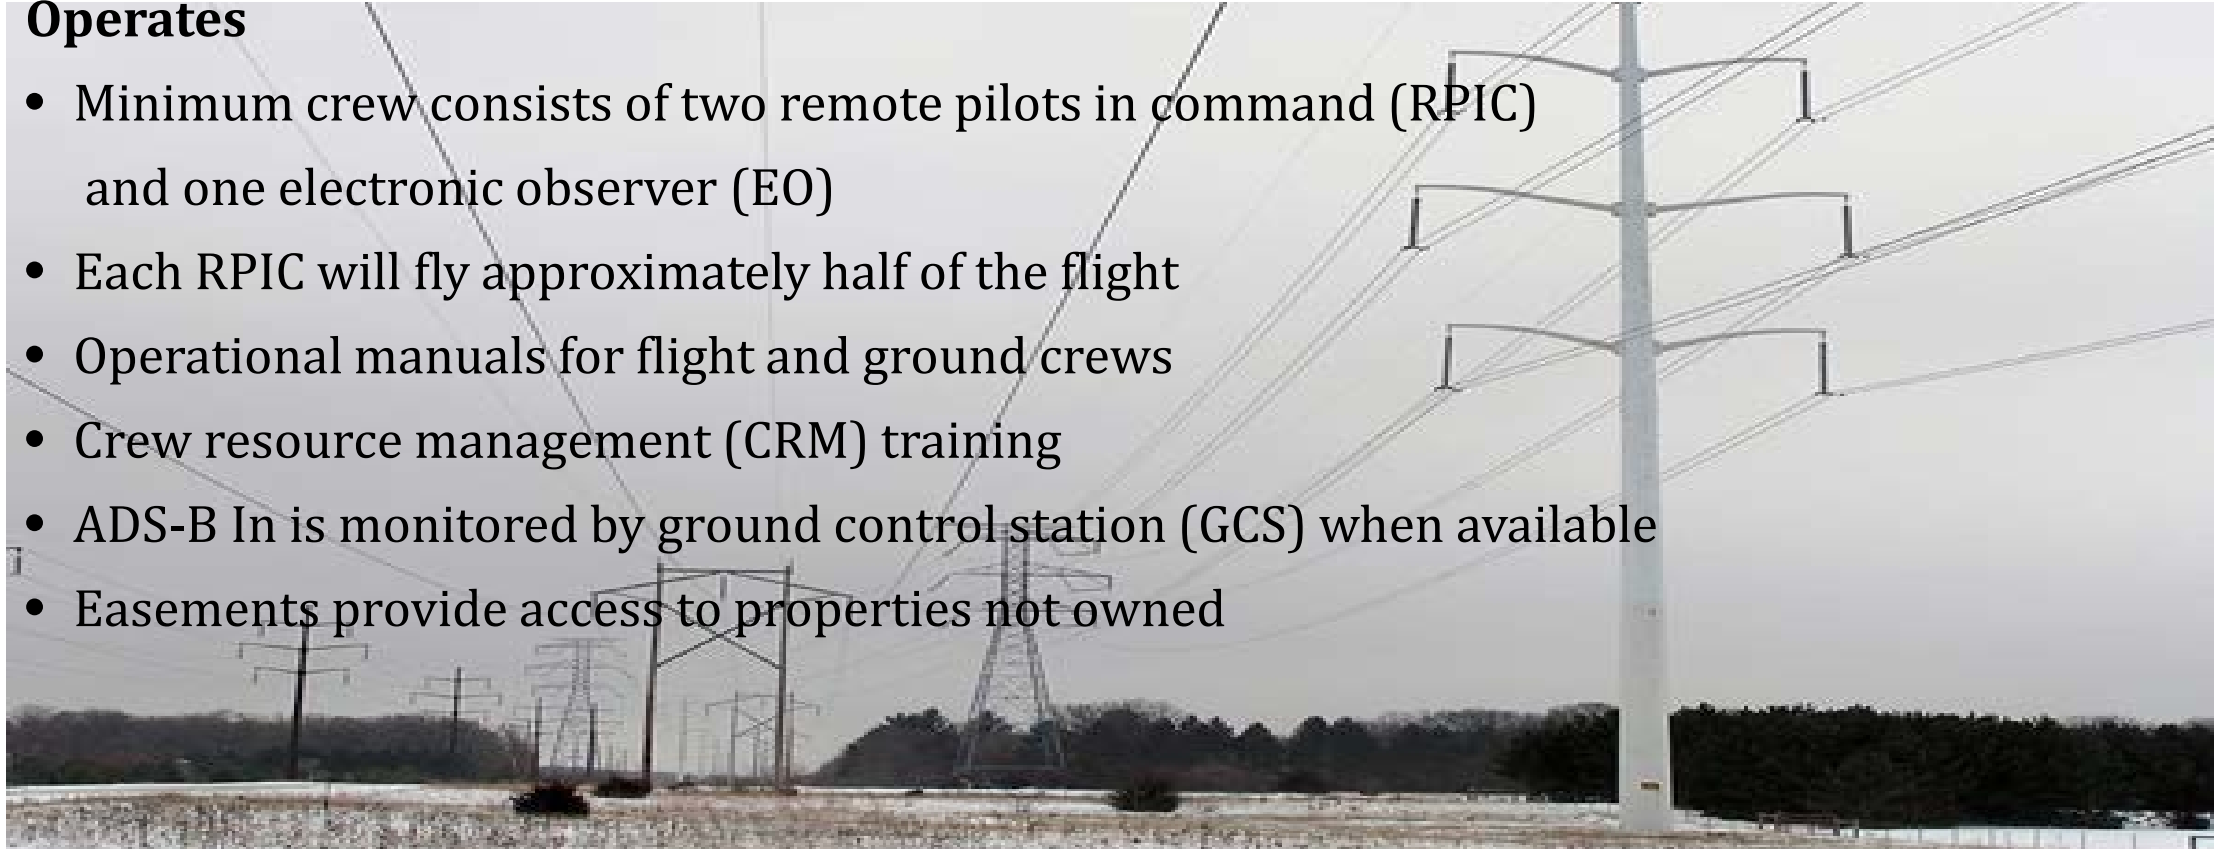 Operates
• Minimum crew consists of two remote pilots in command (RPIC)
and one electronic observer (EO)
• Each RPIC will fly approximately half of the flight
• Operational manuals for flight and ground crews
• Crew resource management (CRM) training
• ADS-B In is monitored by ground control station (GCS) when available
• Easements provide access to properties not owned